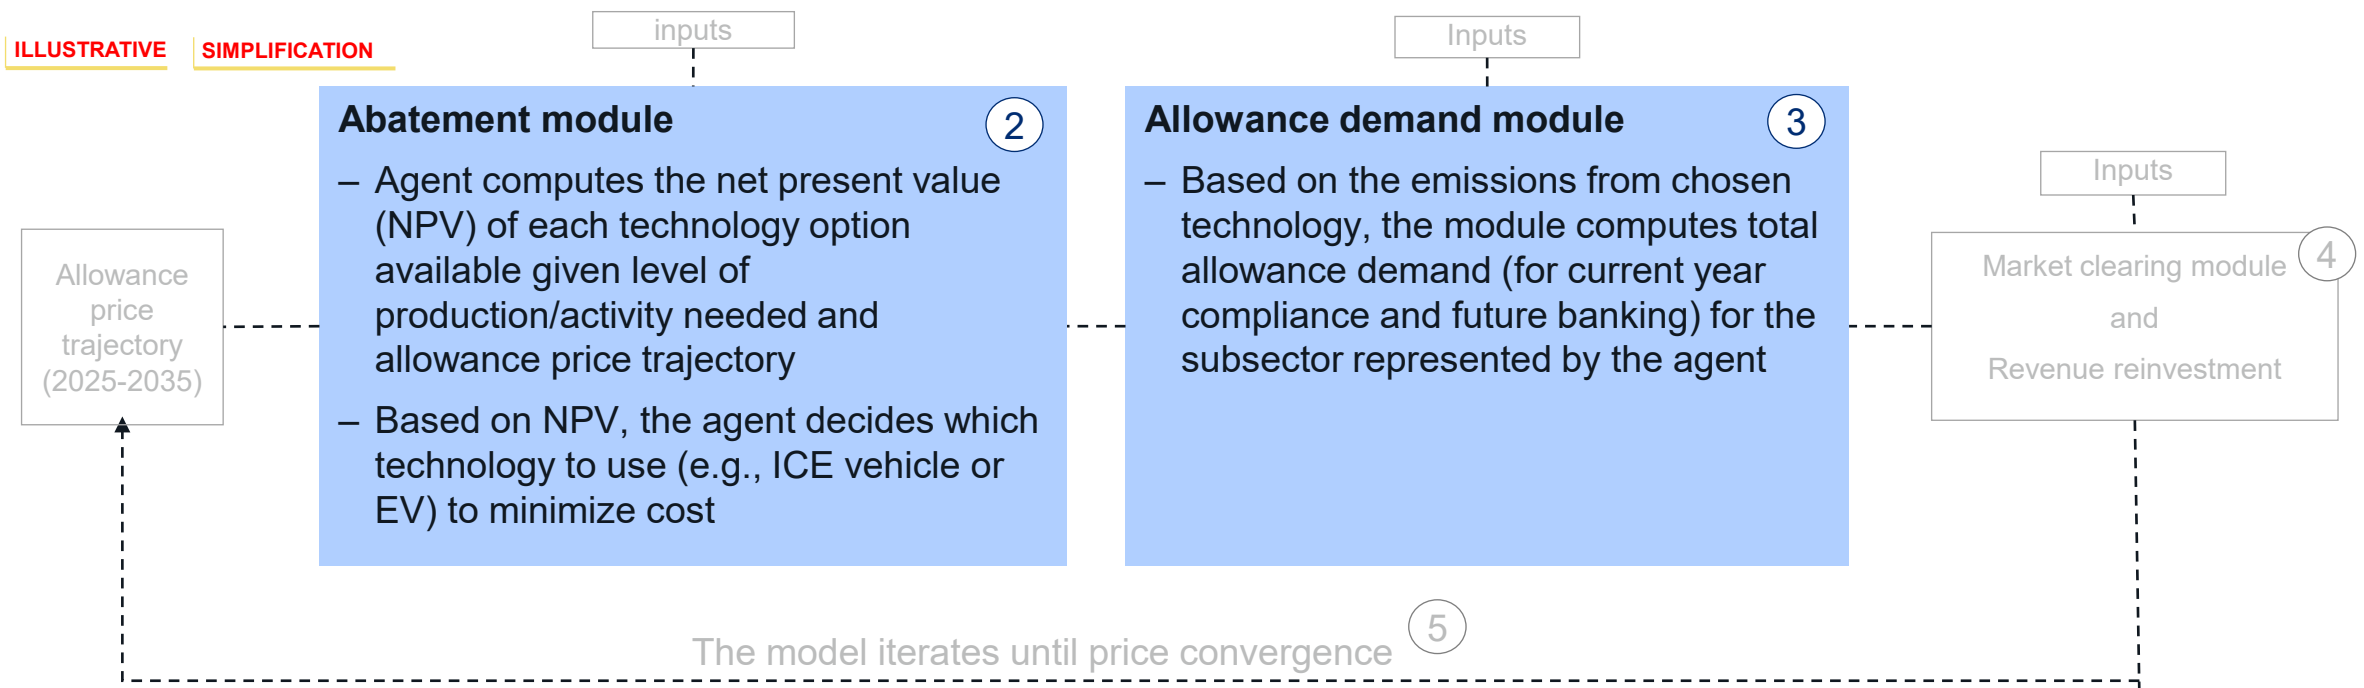 ILLUSTRATIVE
SIMPLIFICATION
inputs
Inputs
Inputs
Allowance
price
trajectory
(2025-2035)
Abatement module
2
– Agent computes the net present value
(NPV) of each technology option
available given level of
production/activity needed and
allowance price trajectory
– Based on NPV, the agent decides which
technology to use (e.g., ICE vehicle or
EV) to minimize cost
Allowance demand module
3
– Based on the emissions from chosen
technology, the module computes total
allowance demand (for current year
compliance and future banking) for the
subsector represented by the agent
Market clearing module
4
and
Revenue reinvestment
The model iterates until price convergence
5